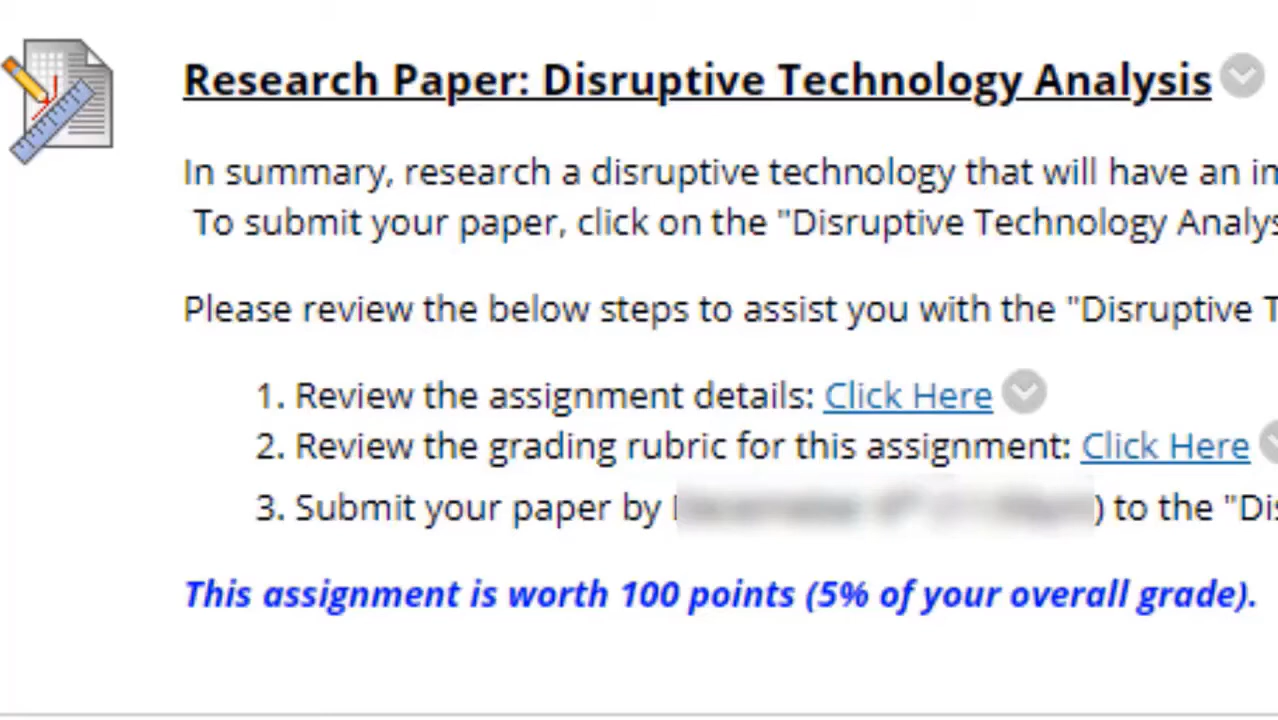 Research Paper: Disruptive Technology Analysis
In summary, research a disruptive technology that will have an
To submit your paper, click on the "Disruptive Technology
Please review the below steps to assist you with the "Disruptive
1. Review the assignment details: Click Here
2. Review the grading rubric for this assignment: Click Here
3. Submit your paper by ) to the
This assignment is worth 100 points (5% of your overall grade).